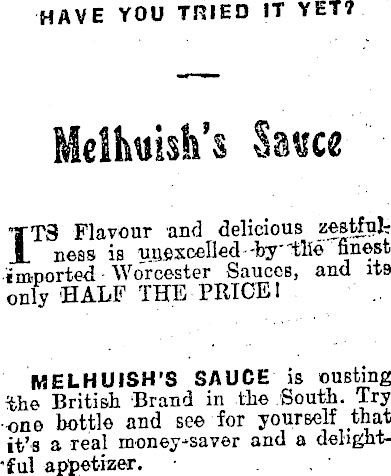 HAVE YOU TRIED IT YET?
Melhuish's Sauce
ITS Flavour and delicious zestful-
ness is unexcelled by the finest
imported Worcester Sauces, and its
only HALF THE PRICE!
MELHUISH'S SAUCE is ousting
the British Brand in the South. Try
one bottle and see for yourself that
it's a real money-saver and a delight-
ful appetizer.